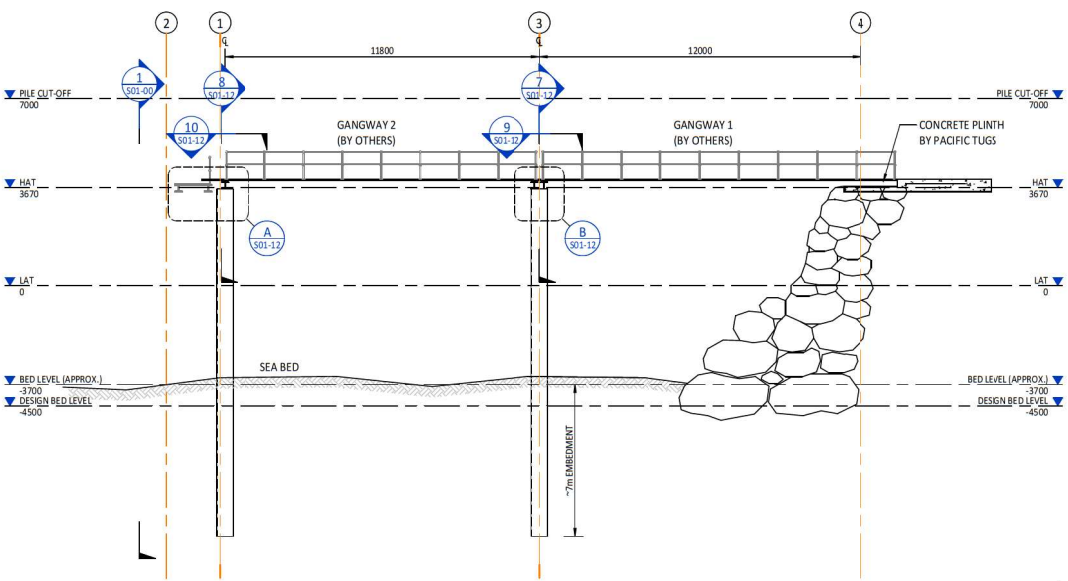 2
1
3
4
℄
℄
11800
12000
1
S01-00
8
S01-12
7
S01-12
PILE CUT-OFF
7000
PILE CUT-OFF
7000
10
S01-12
GANGWAY 2
(BY OTHERS)
9
S01-12
GANGWAY 1
(BY OTHERS)
CONCRETE PLINTH
BY PACIFIC TUGS
HAT
3670
HAT
3670
A
S01-12
B
S01-12
LAT
0
LAT
0
SEA BED
BED LEVEL (APPROX.)
-3700
BED LEVEL (APPROX.)
-3700
DESIGN BED LEVEL
-4500
DESIGN BED LEVEL
-4500
~7m EMBEDMENT